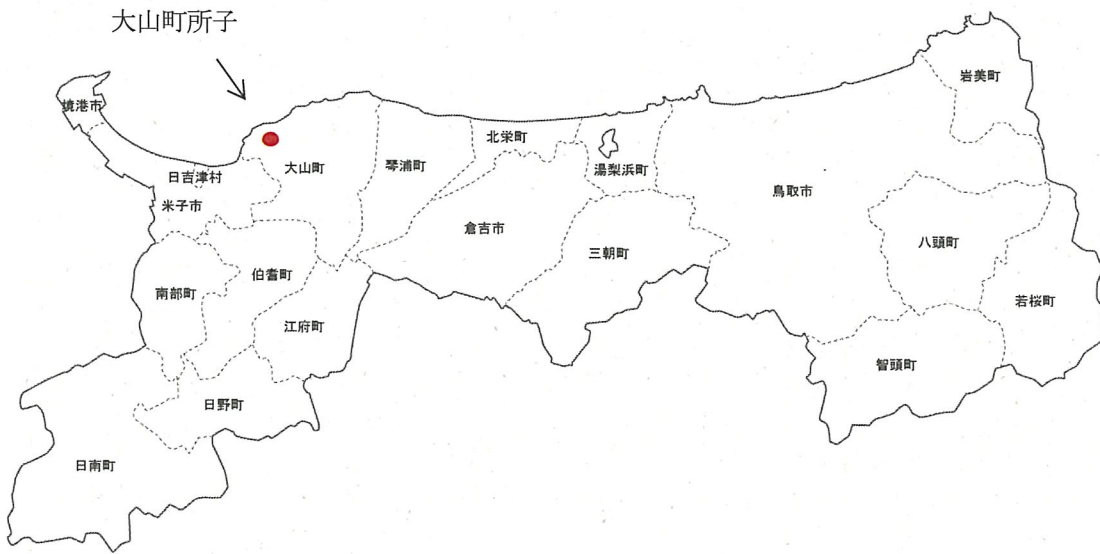 大山町所子
境港市
岩美町
北栄町
湯梨浜町
大山町
琴浦町
日吉津村
米子市
鳥取市
倉吉市
三朝町
八頭町
伯耆町
南部町
若桜町
江府町
智頭町
日野町
日南町